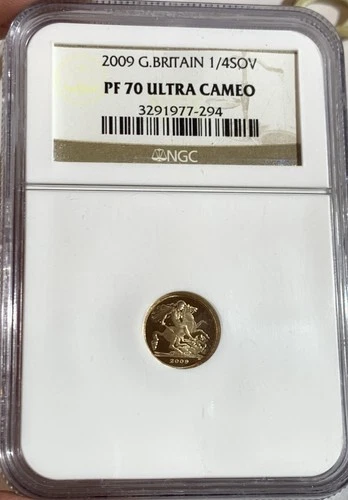 2009 G.BRITAIN 1/4SOV
PF 70 ULTRA CAMEO
3291977-294
NGC
2009